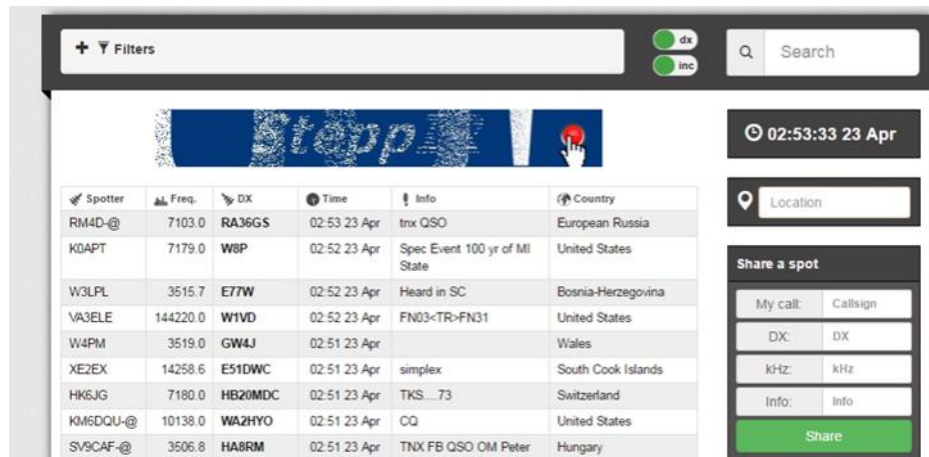 Filters
dx
inc
Search
02:53:33 23 Apr
Location
Spotter Freq. DX Time Info Country
RM4D-@ 7103.0 RA36GS 02:53 23 Apr tnx QSO European Russia
K0APT 7179.0 W8P 02:52 23 Apr Spec Event 100 yr of MI State United States
W3LPL 3515.7 E77W 02:52 23 Apr Heard in SC Bosnia-Herzegovina
VA3ELE 144220.0 W1VD 02:52 23 Apr FN03<TR>FN31 United States
W4PM 3519.0 GW4J 02:51 23 Apr Wales
XE2EX 14258.6 E51DWC 02:51 23 Apr simplex South Cook Islands
HK6JG 7180.0 HB20MDC 02:51 23 Apr TKS....73 Switzerland
KM6DQU-@ 10138.0 WA2HYO 02:51 23 Apr CQ United States
SV9CAF-@ 3506.8 HA8RM 02:51 23 Apr TNX FB QSO OM Peter Hungary
Share a spot
My call: Callsign
DX: DX
kHz: kHz
Info: Info
Share